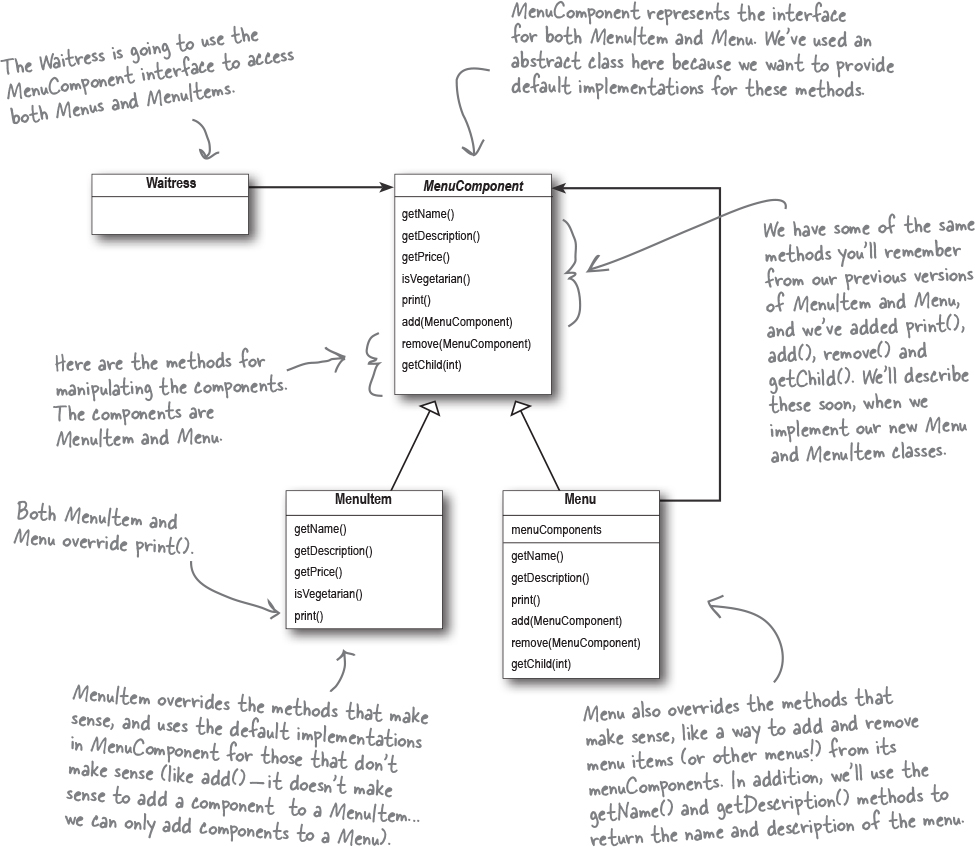 The Waitress is going to use the
MenuComponent interface to access
both Menus and MenuItems.
MenuComponent represents the interface
for both MenuItem and Menu. We've used an
abstract class here because we want to provide
default implementations for these methods.
Waitress
MenuComponent
getName()
getDescription()
getPrice()
isVegetarian()
print()
add(MenuComponent)
remove(MenuComponent)
getChild(int)
We have some of the same
methods you'll remember
from our previous versions
of MenuItem and Menu,
and we've added print(),
add(), remove() and
getChild(). We'll describe
these soon, when we
implement our new Menu
and MenuItem classes.
Here are the methods for
manipulating the components.
The components are
MenuItem and Menu.
Both MenuItem and
Menu override print().
MenuItem
getName()
getDescription()
getPrice()
isVegetarian()
print()
Menu
menuComponents
getName()
getDescription()
print()
add(MenuComponent)
remove(MenuComponent)
getChild(int)
MenuItem overrides the methods that make
sense, and uses the default implementations
in MenuComponent for those that don't
make sense (like add() – it doesn't make
sense to add a component to a MenuItem...
we can only add components to a Menu).
Menu also overrides the methods that
make sense, like a way to add and remove
menu items (or other menus!) from its
menuComponents. In addition, we'll use the
getName() and getDescription() methods to
return the name and description of the menu.